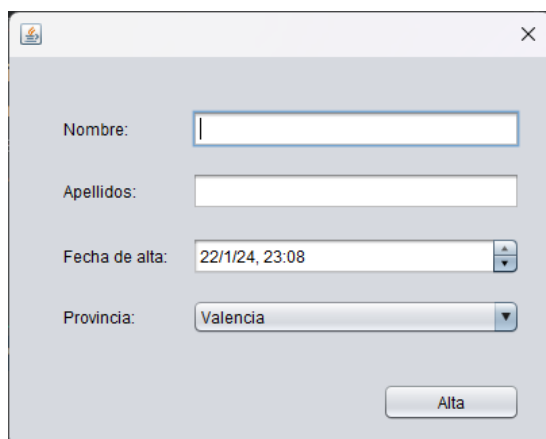 Nombre:
Apellidos:
Fecha de alta: 22/1/24, 23:08
Provincia: Valencia
Alta